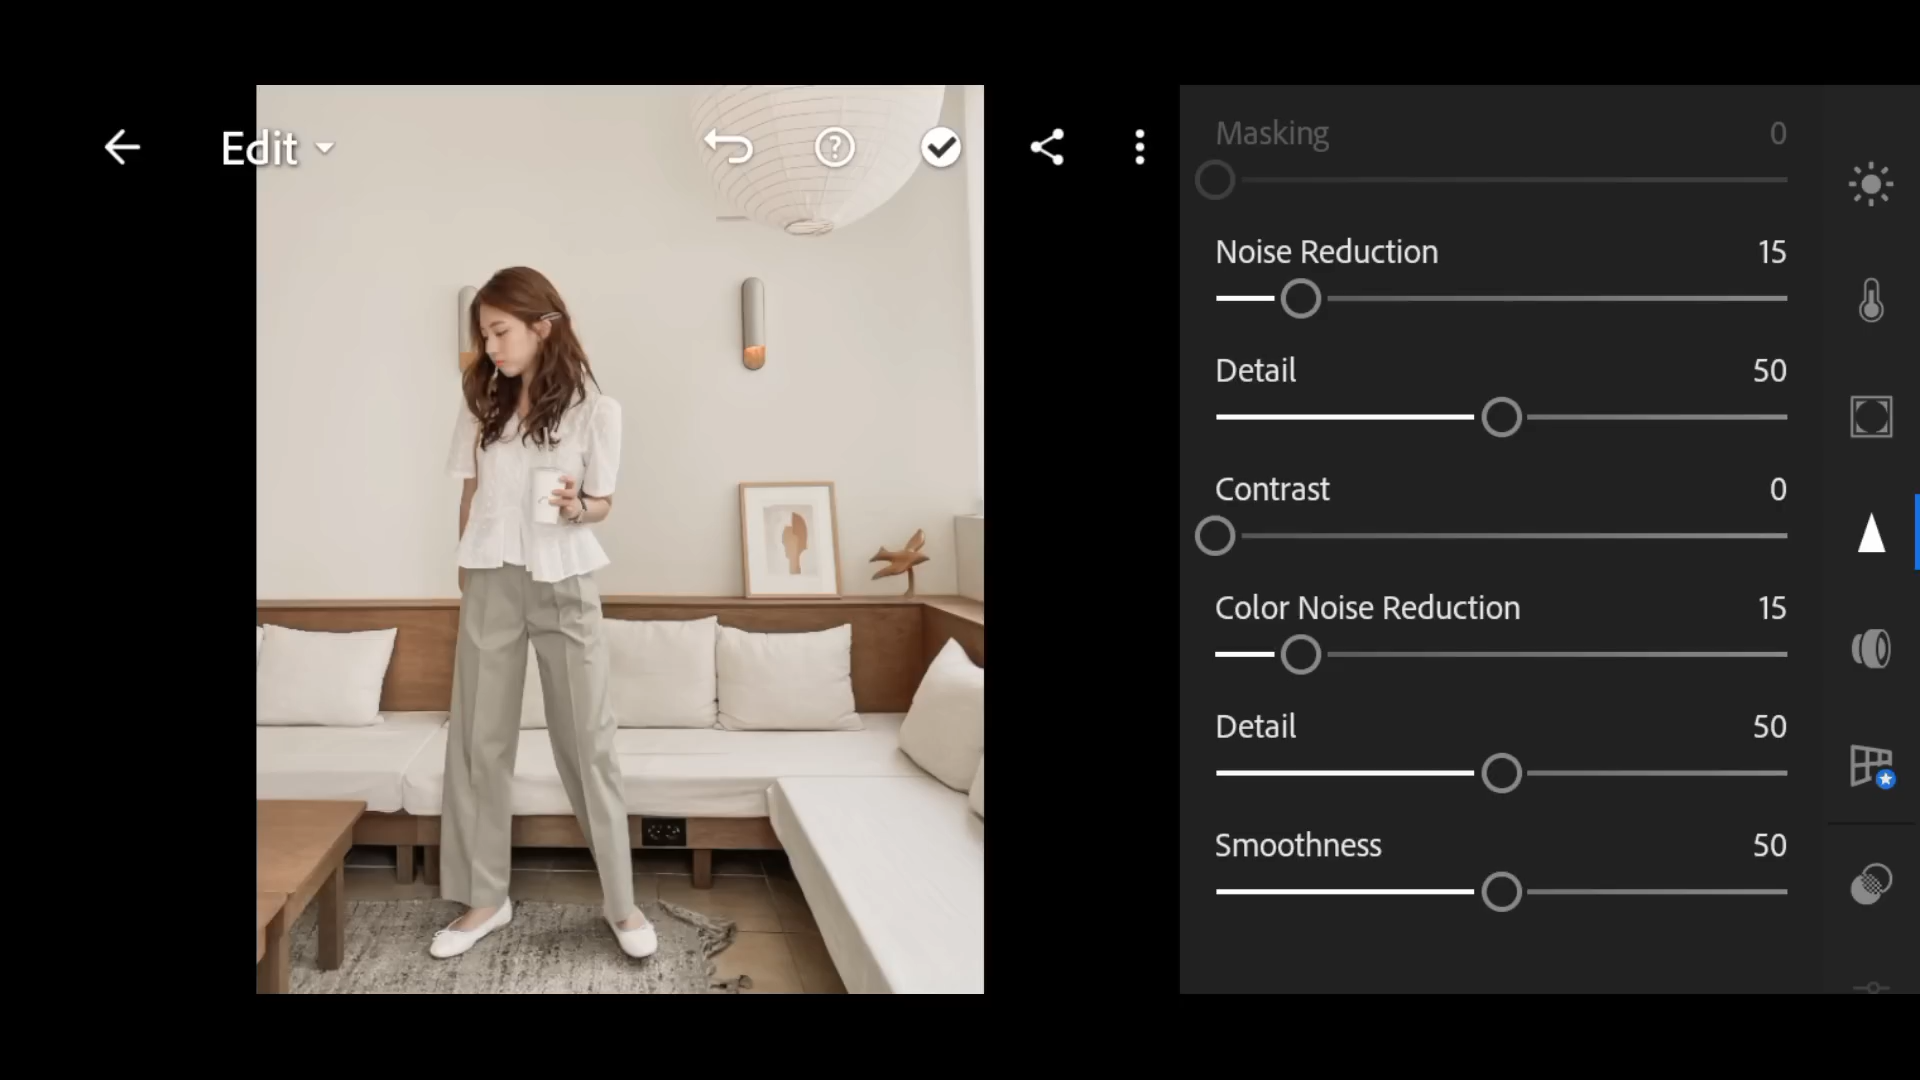 Edit
Masking 0
Noise Reduction 15
Detail 50
Contrast 0
Color Noise Reduction 15
Detail 50
Smoothness 50